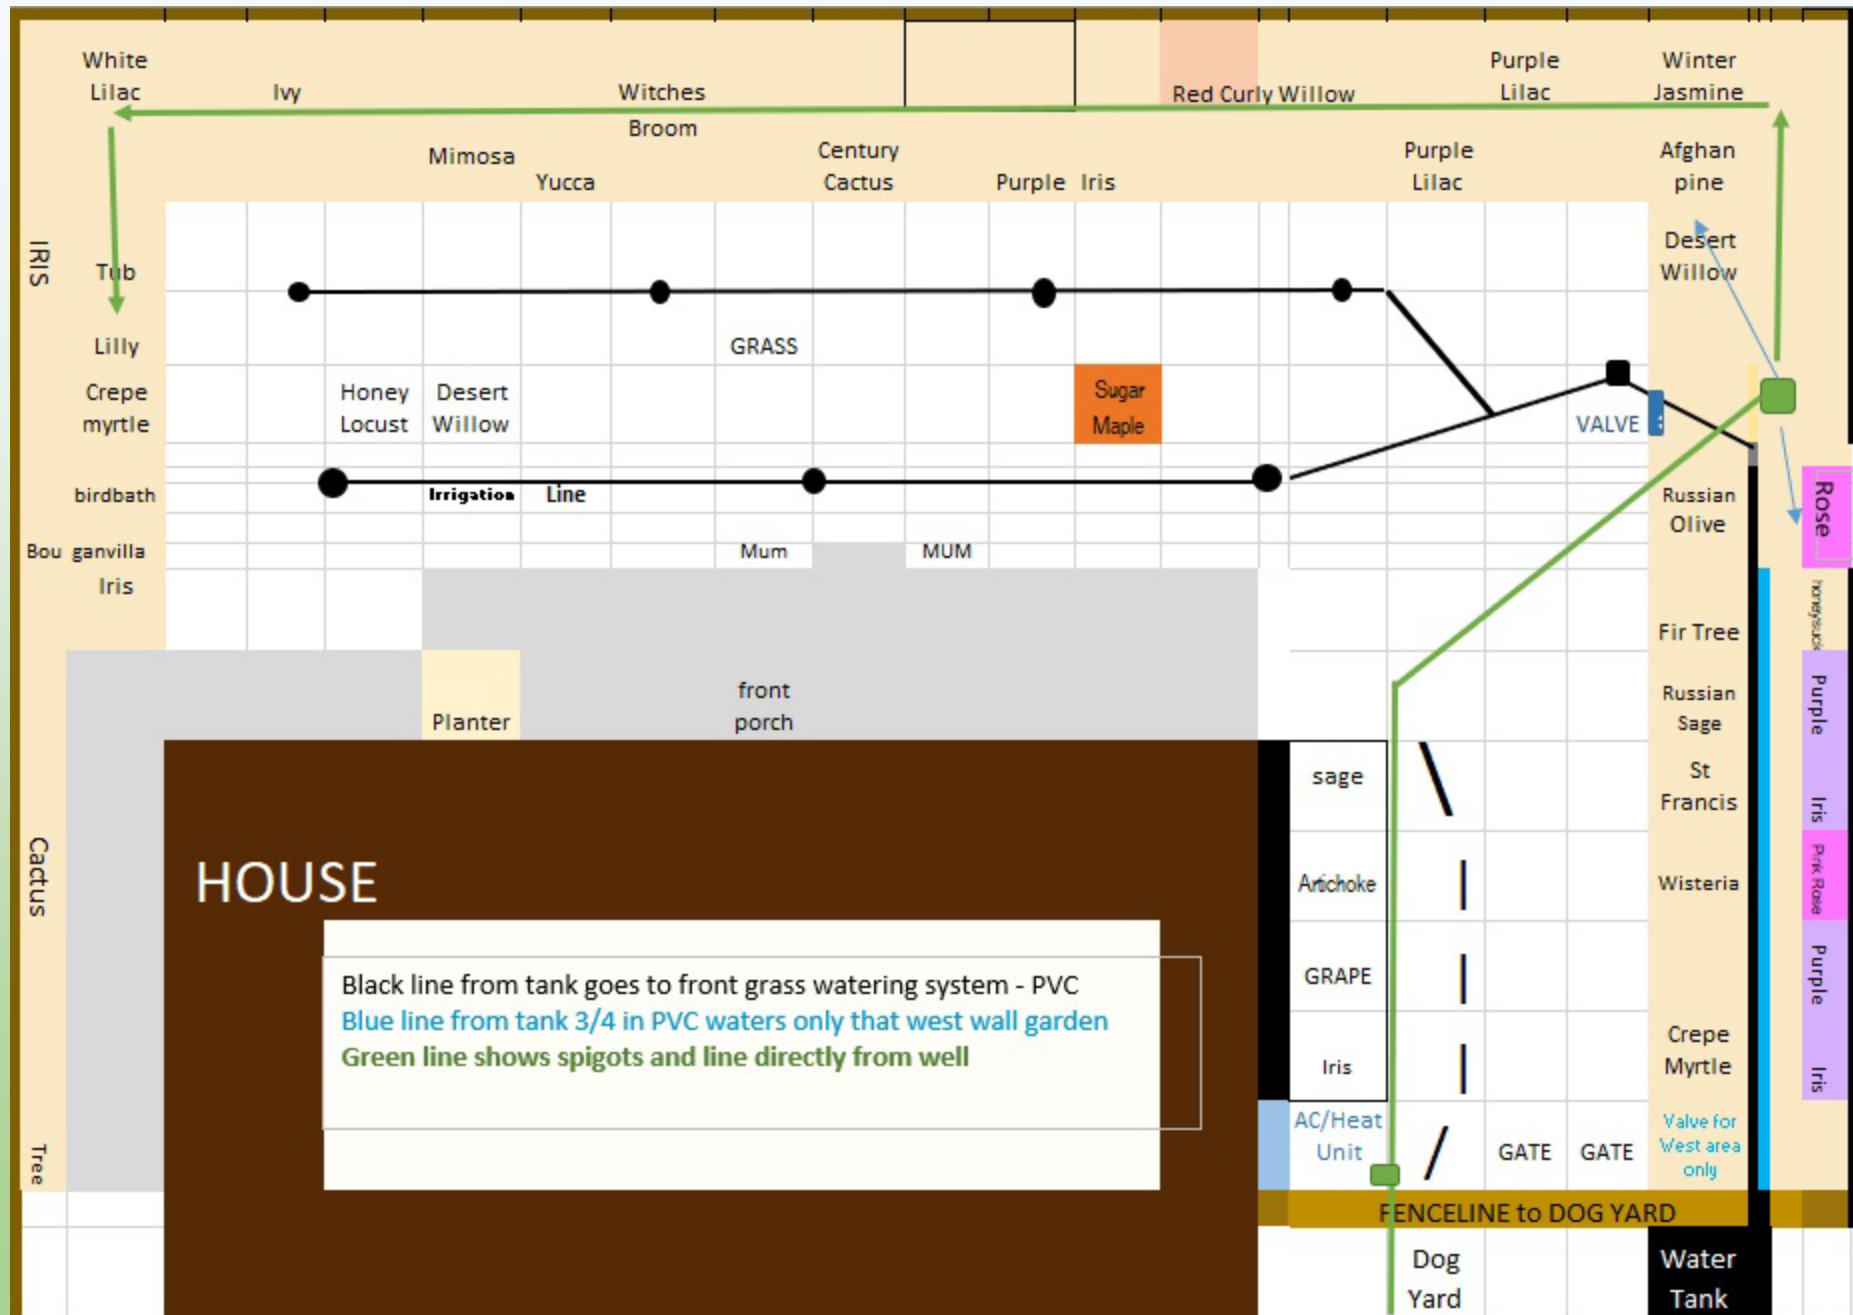 White
Lilac
Ivy
Witches
Broom
Red Curly Willow
Purple
Lilac
Winter
Jasmine
Mimosa
Yucca
Century
Cactus
Purple Iris
Purple
Lilac
Afghan
pine
IRIS
Tub
Desert
Willow
Lilly
GRASS
Crepe
myrtle
Honey
Locust
Desert
Willow
Sugar
Maple
VALVE
birdbath
Irrigation Line
Russian
Olive
Rose
Bou ganvilla
Mum
MUM
Iris
honeysuck
Fir Tree
Planter
front
porch
Russian
Sage
Purple
sage
St
Francis
Iris
Cactus
HOUSE
Artichoke
Wisteria
Pink Rose
Black line from tank goes to front grass watering system - PVC
Blue line from tank 3/4 in PVC waters only that west wall garden
Green line shows spigots and line directly from well
GRAPE
Purple
Iris
Crepe
Myrtle
Iris
Tree
AC/Heat
Unit
GATE
GATE
Valve for
West area
only
FENCELINE to DOG YARD
Dog
Yard
Water
Tank